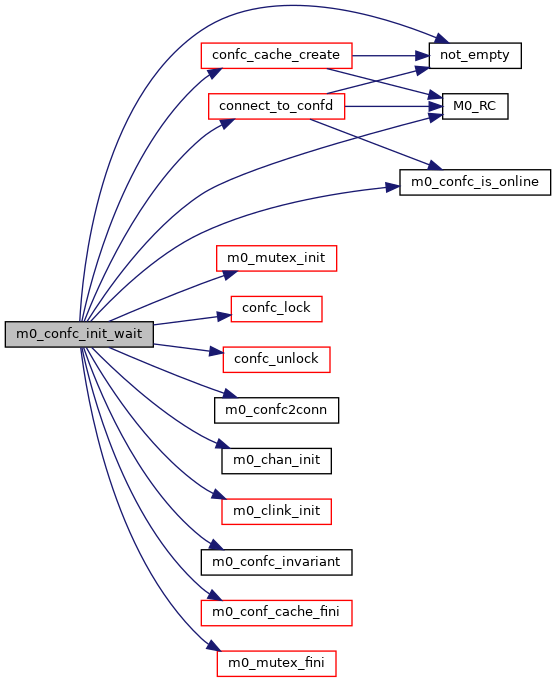 not_empty
confc_cache_create
connect_to_confd
M0_RC
m0_confc_is_online
m0_mutex_init
confc_lock
m0_confc_init_wait
confc_unlock
m0_confc2conn
m0_chan_init
m0_clink_init
m0_confc_invariant
m0_conf_cache_fini
m0_mutex_fini